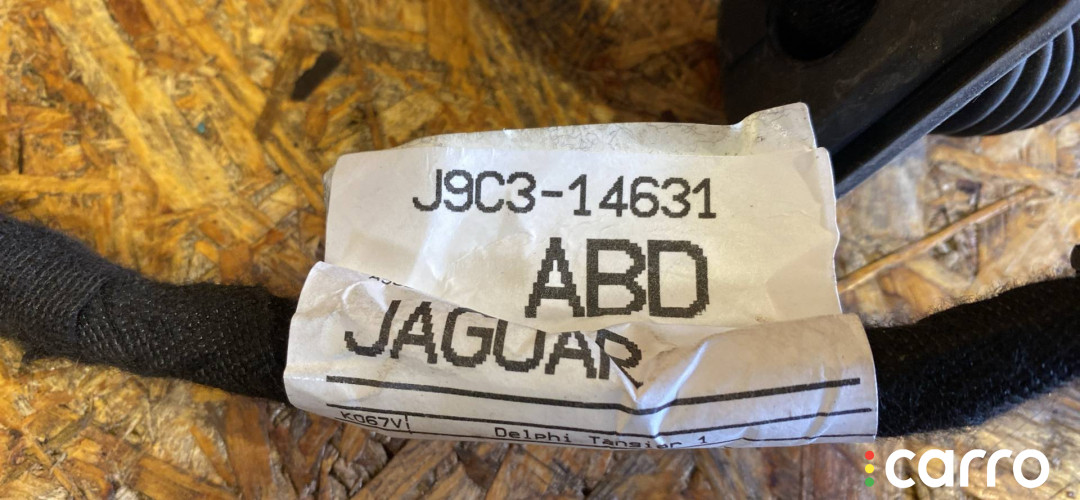 J9C3-14631
ABD
JAGUAR
K067V
Delphi Tangier 1
carro